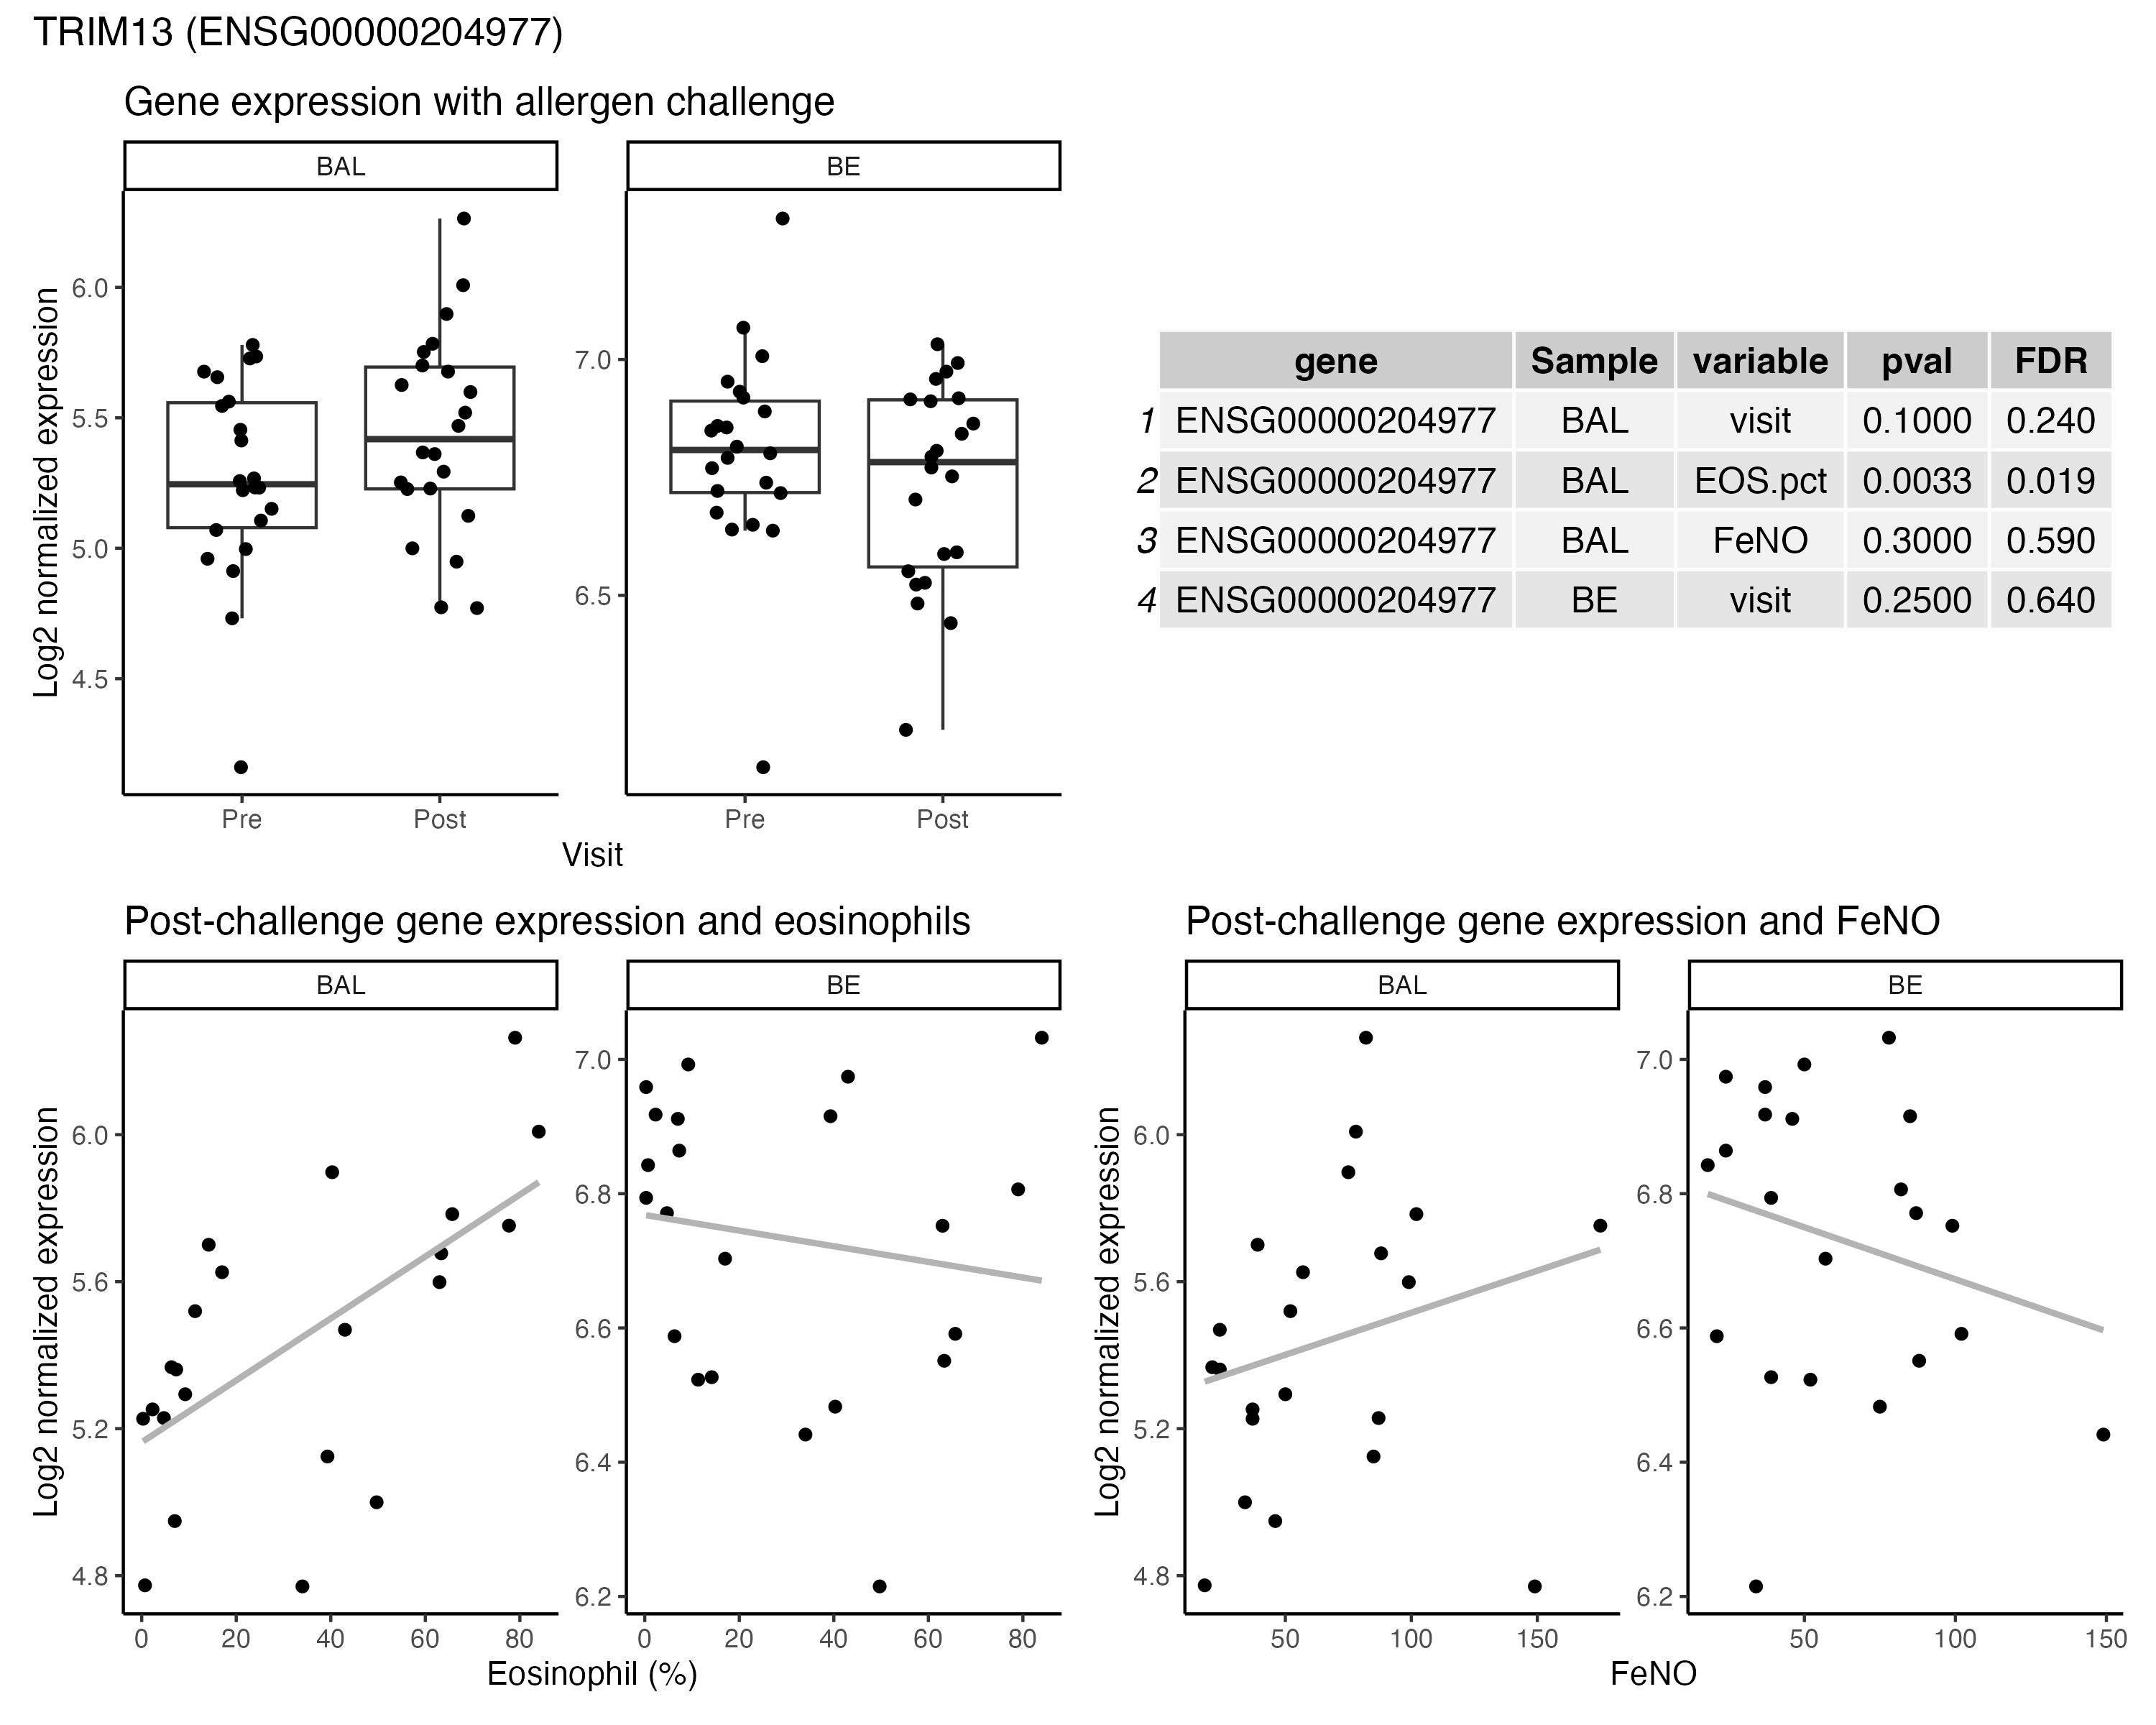 TRIM13 (ENSG00000204977)
Gene expression with allergen challenge
BAL
BE
Log2 normalized expression
6.0
5.5
5.0
4.5
7.0
6.5
Pre
Post
Pre
Post
Visit
gene Sample variable pval FDR
1 ENSG00000204977 BAL visit 0.1000 0.240
2 ENSG00000204977 BAL EOS.pct 0.0033 0.019
3 ENSG00000204977 BAL FeNO 0.3000 0.590
4 ENSG00000204977 BE visit 0.2500 0.640
Post-challenge gene expression and eosinophils
BAL
BE
Log2 normalized expression
6.0
5.6
5.2
4.8
7.0
6.8
6.6
6.4
6.2
0 20 40 60 80
0 20 40 60 80
Eosinophil (%)
Post-challenge gene expression and FeNO
BAL
BE
Log2 normalized expression
6.0
5.6
5.2
4.8
7.0
6.8
6.6
6.4
6.2
50 100 150
50 100 150
FeNO